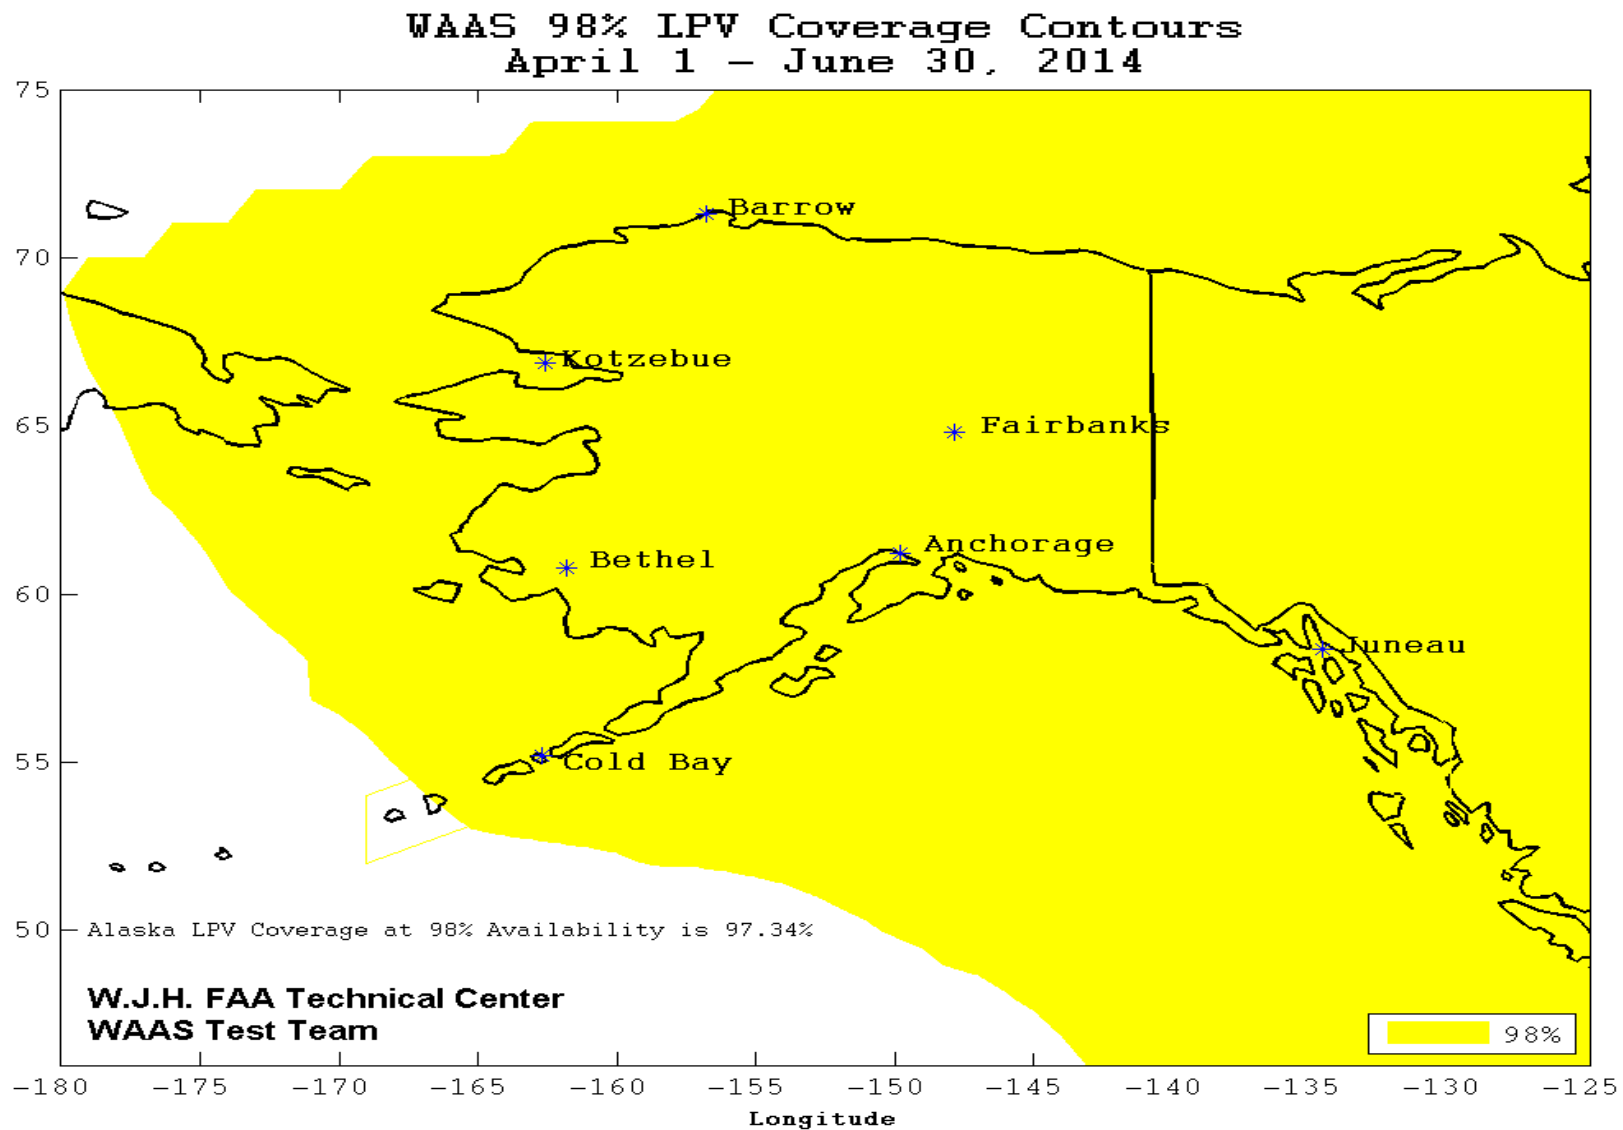 WAAS 98% LPV Coverage Contours
April 1 - June 30, 2014
75
70
65
60
55
50
Barrow
Kotzebue
Fairbanks
Anchorage
Bethel
Juneau
Cold Bay
Alaska LPV Coverage at 98% Availability is 97.34%
W.J.H. FAA Technical Center
WAAS Test Team
98%
-180 -175 -170 -165 -160 -155 -150 -145 -140 -135 -130 -125
Longitude